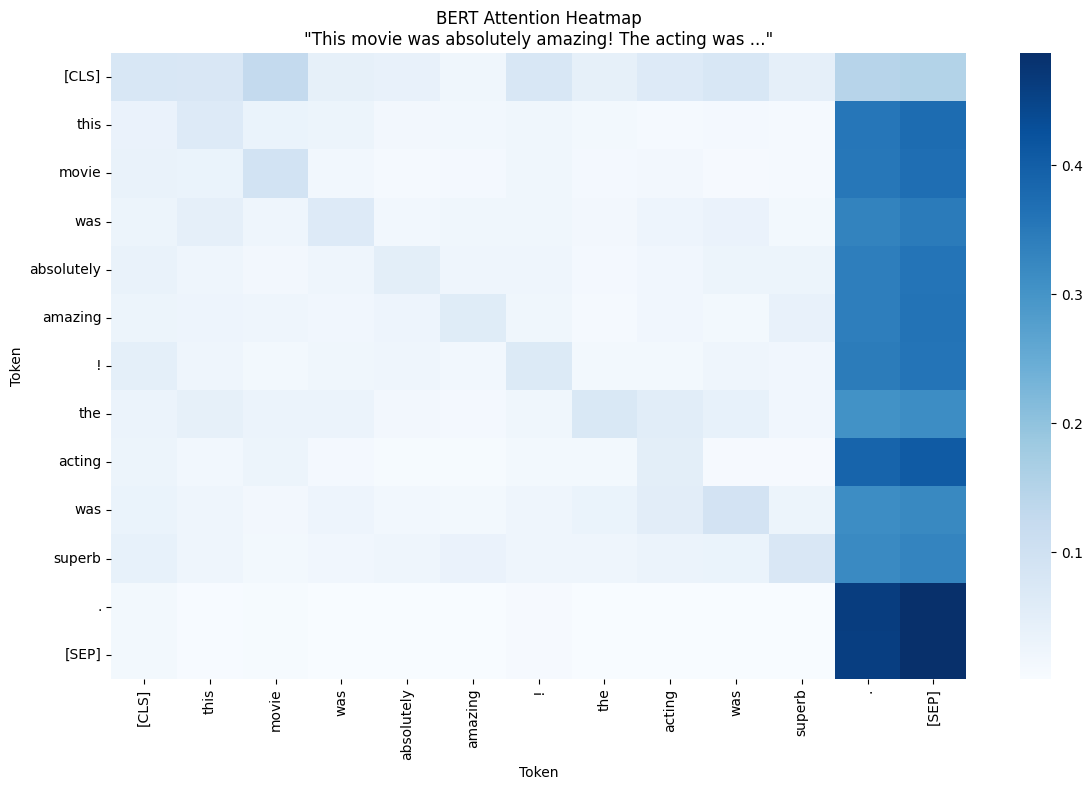 BERT Attention Heatmap
"This movie was absolutely amazing! The acting was ..."
[CLS]
this
movie
was
absolutely
amazing
!
the
acting
was
superb
.
[SEP]
Token
[CLS]
this
movie
was
absolutely
amazing
!
the
acting
was
superb
.
[SEP]
Token
0.4
0.3
0.2
0.1